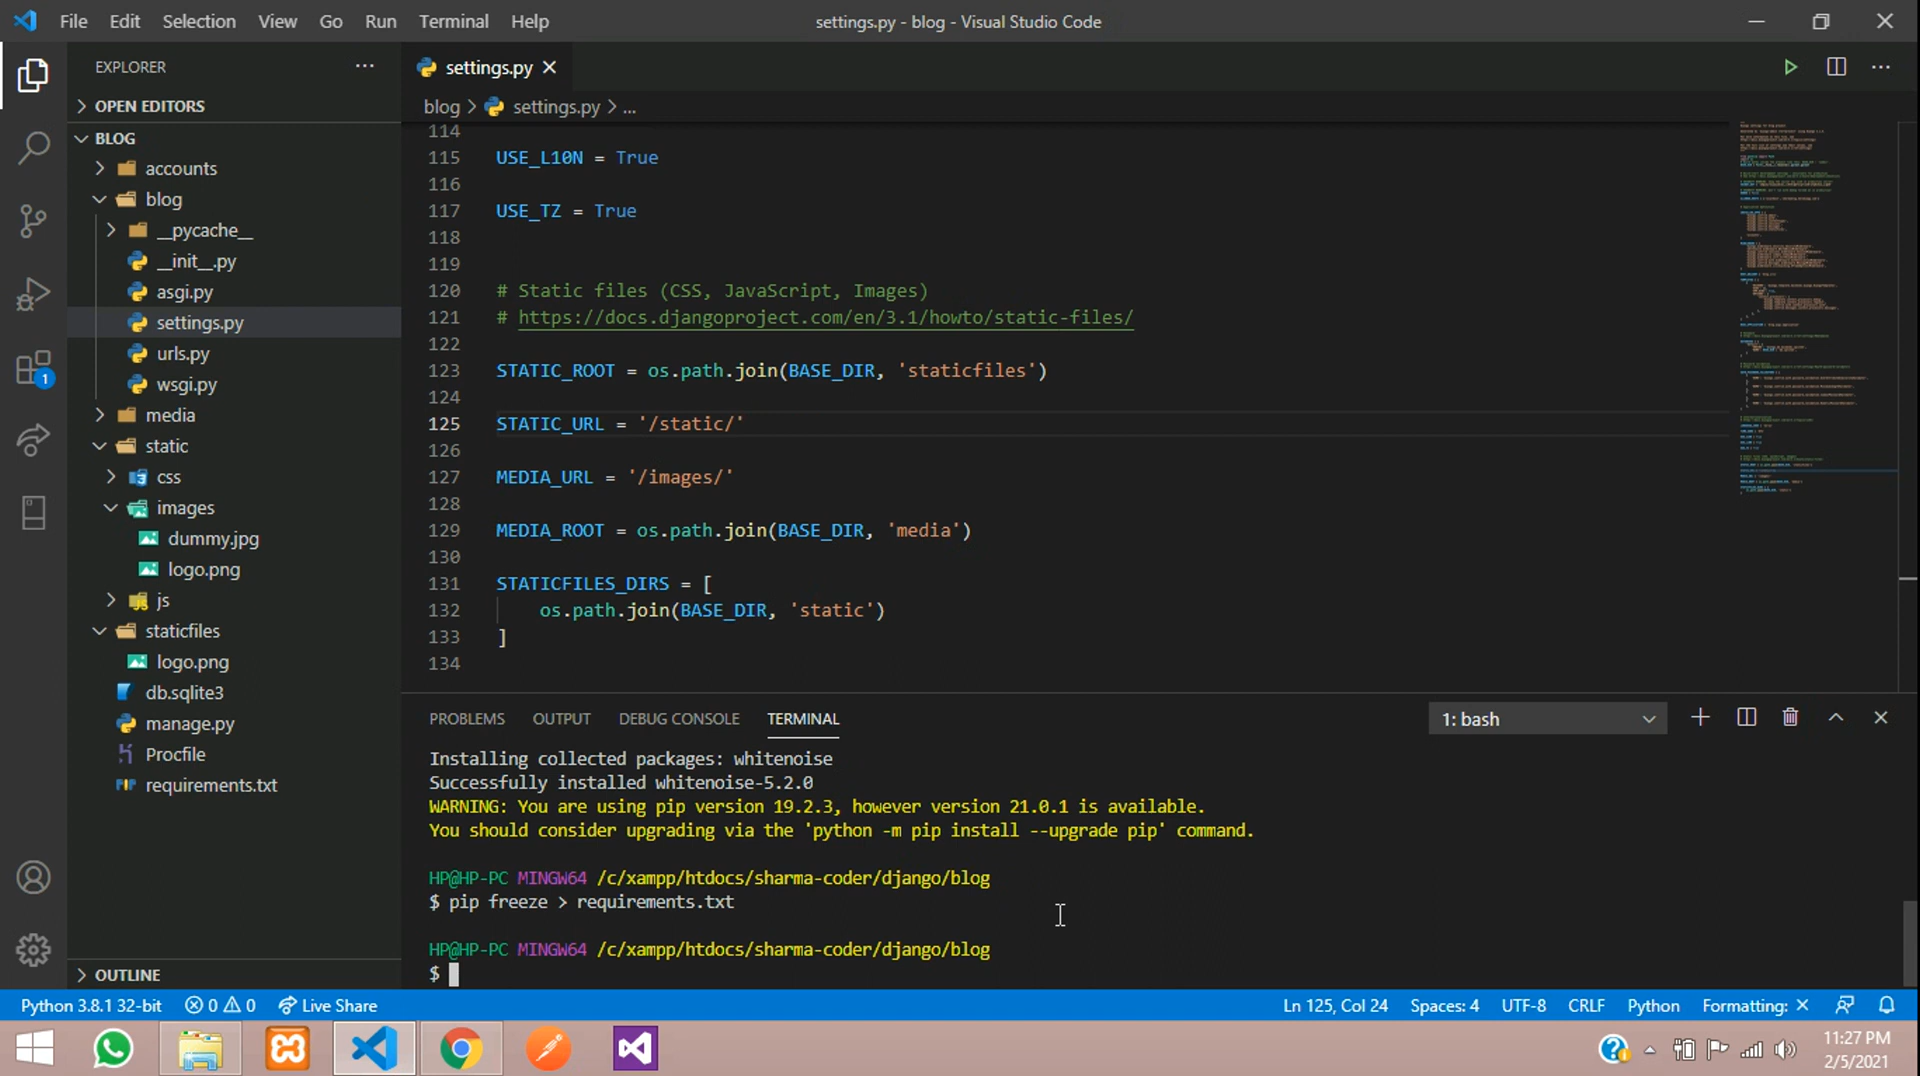 File Edit Selection View Go Run Terminal Help
settings.py - blog - Visual Studio Code
EXPLORER
OPEN EDITORS
BLOG
accounts
blog
__pycache__
__init__.py
asgi.py
settings.py
urls.py
wsgi.py
media
static
css
images
dummy.jpg
logo.png
js
staticfiles
logo.png
db.sqlite3
manage.py
Procfile
requirements.txt
OUTLINE
1
settings.py
blog > settings.py > ...
114
115 USE_L10N = True
116
117 USE_TZ = True
118
119
120 # Static files (CSS, JavaScript, Images)
121 # https://docs.djangoproject.com/en/3.1/howto/static-files/
122
123 STATIC_ROOT = os.path.join(BASE_DIR, 'staticfiles')
124
125 STATIC_URL = '/static/'
126
127 MEDIA_URL = '/images/'
128
129 MEDIA_ROOT = os.path.join(BASE_DIR, 'media')
130
131 STATICFILES_DIRS = [
132 os.path.join(BASE_DIR, 'static')
133 ]
134
PROBLEMS OUTPUT DEBUG CONSOLE TERMINAL
1: bash
Installing collected packages: whitenoise
Successfully installed whitenoise-5.2.0
WARNING: You are using pip version 19.2.3, however version 21.0.1 is available.
You should consider upgrading via the 'python -m pip install --upgrade pip' command.
HP@HP-PC MINGW64 /c/xampp/htdocs/sharma-coder/django/blog
$ pip freeze > requirements.txt
HP@HP-PC MINGW64 /c/xampp/htdocs/sharma-coder/django/blog
$
Python 3.8.1 32-bit 0 0 Live Share
Ln 125, Col 24 Spaces: 4 UTF-8 CRLF Python Formatting: ×
11:27 PM
2/5/2021